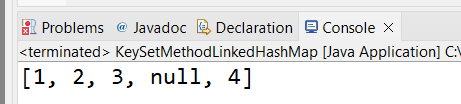 Problems @ Javadoc Declaration Console
<terminated> KeySetMethodLinkedHashMap [Java Application] C:\
[1, 2, 3, null, 4]